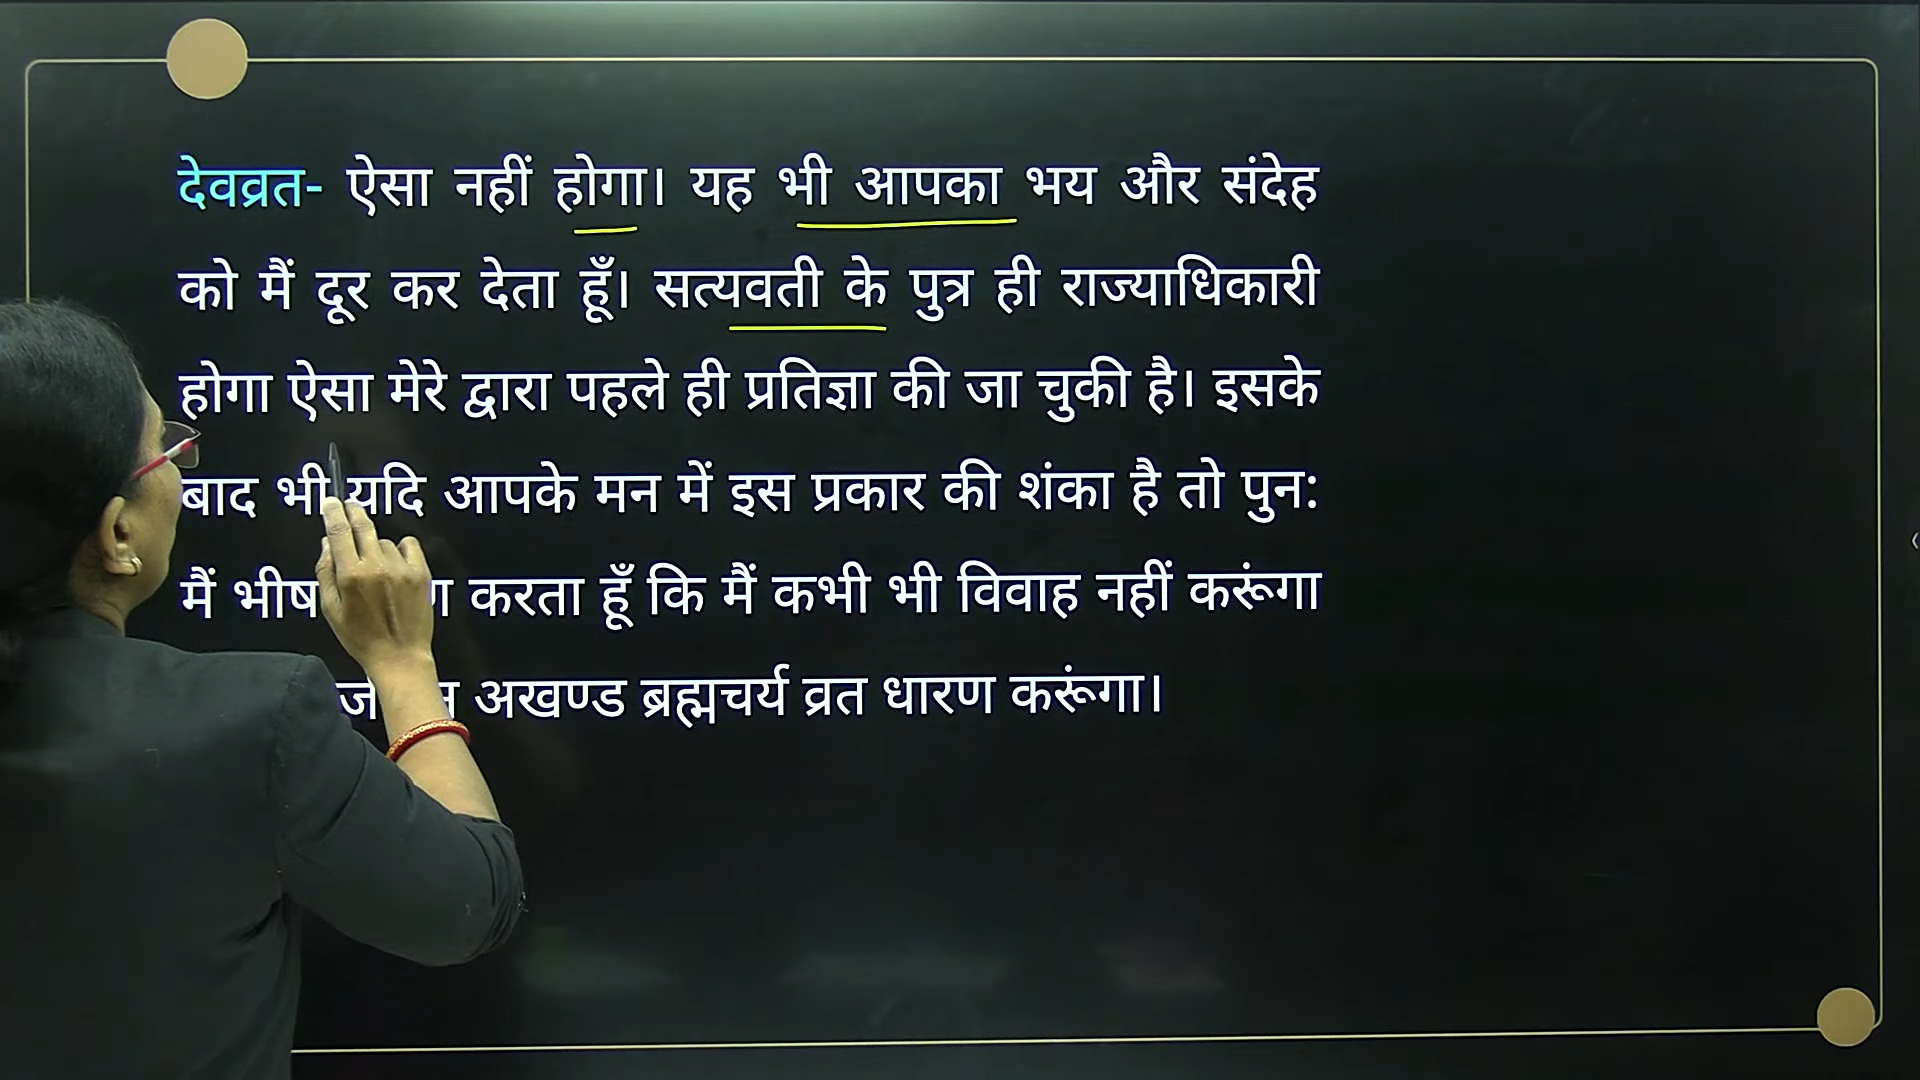 देवव्रत- ऐसा नहीं होगा। यह भी आपका भय और संदेह
को मैं दूर कर देता हूँ। सत्यवती के पुत्र ही राज्याधिकारी
होगा ऐसा मेरे द्वारा पहले ही प्रतिज्ञा की जा चुकी है। इसके
बाद भी यदि आपके मन में इस प्रकार की शंका है तो पुन:
मैं करता हूँ कि मैं कभी भी विवाह नहीं करूंगा
अखण्ड ब्रह्मचर्य व्रत धारण करूंगा।